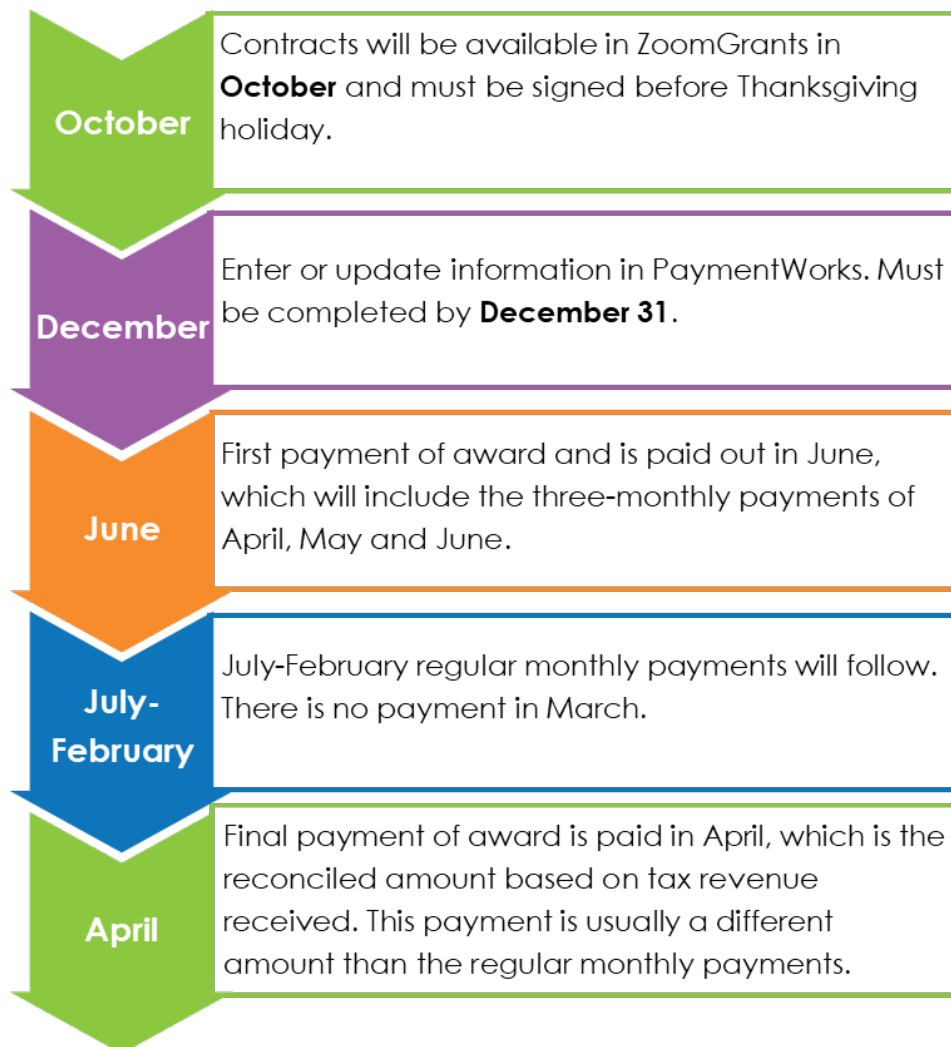 October
Contracts will be available in ZoomGrants in
October and must be signed before Thanksgiving
holiday.
December
Enter or update information in PaymentWorks. Must
be completed by December 31.
June
First payment of award and is paid out in June,
which will include the three-monthly payments of
April, May and June.
July-
February
July-February regular monthly payments will follow.
There is no payment in March.
April
Final payment of award is paid in April, which is the
reconciled amount based on tax revenue
received. This payment is usually a different
amount than the regular monthly payments.